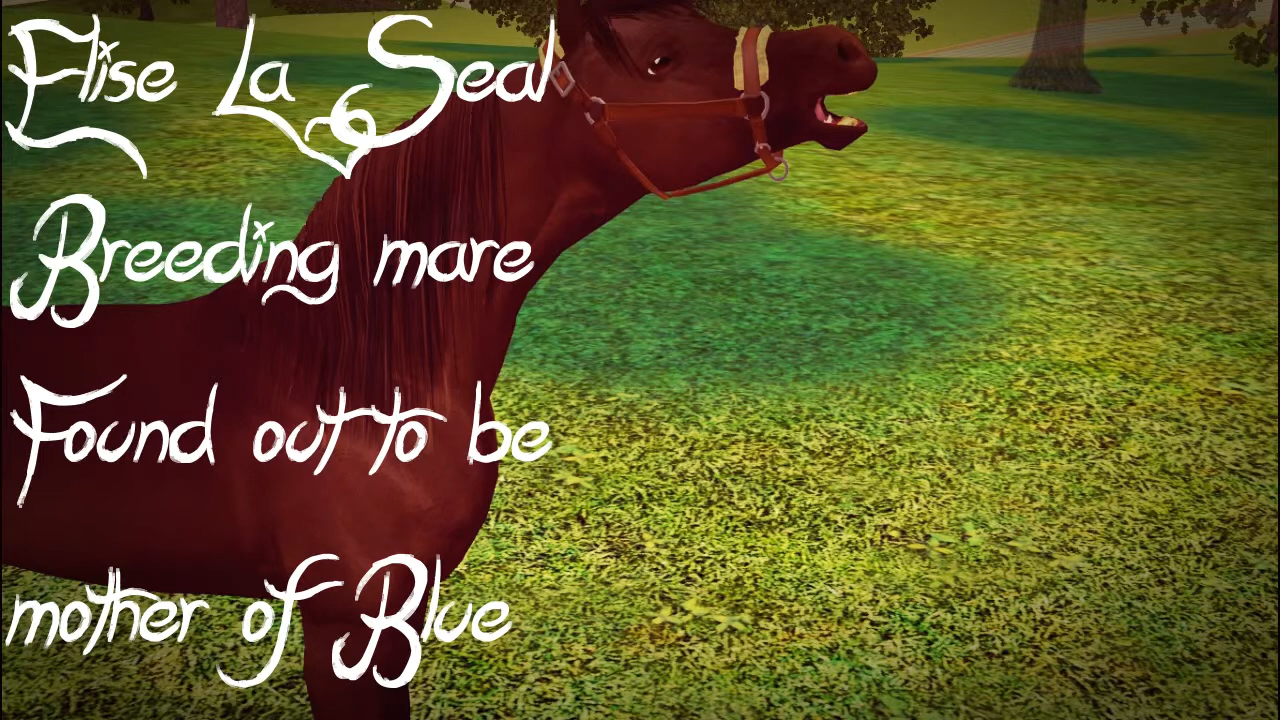 Elise La Seal
Breeding mare
Found out to be
mother of Blue